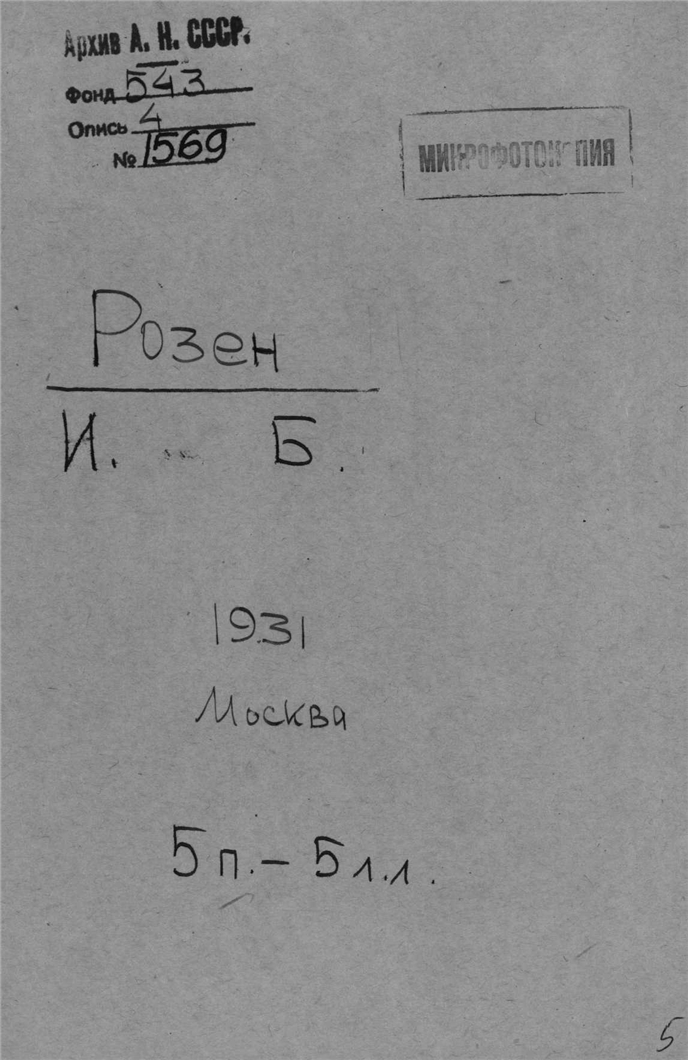 Архив А. Н. СССР.
Фонд 543
Опись 4
№ 1569
МИКРОФОТОКОПИЯ
Розен
И. Б.
1931
Москва
5 п. – 5 л.л.
5